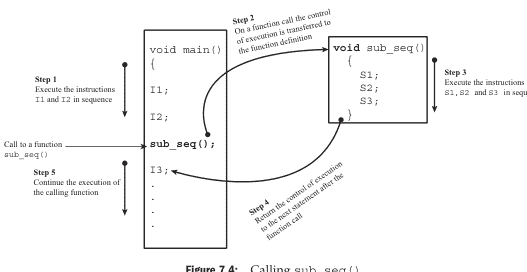 Step 2
On a function call the control
of execution is transferred to
the function definition
void main()
{
I1;
I2;
sub_seq();
I3;
.
.
.
.
void sub_seq()
{
S1;
S2;
S3;
}
Step 1
Execute the instructions
I1 and I2 in sequence
Step 3
Execute the instructions
S1,S2 and S3 in sequ
Call to a function
sub_seq()
Step 5
Continue the execution of
the calling function
Step 4
Return the control of execution
to the next statement after the
function call
Figure 7.4: Calling sub_seq()